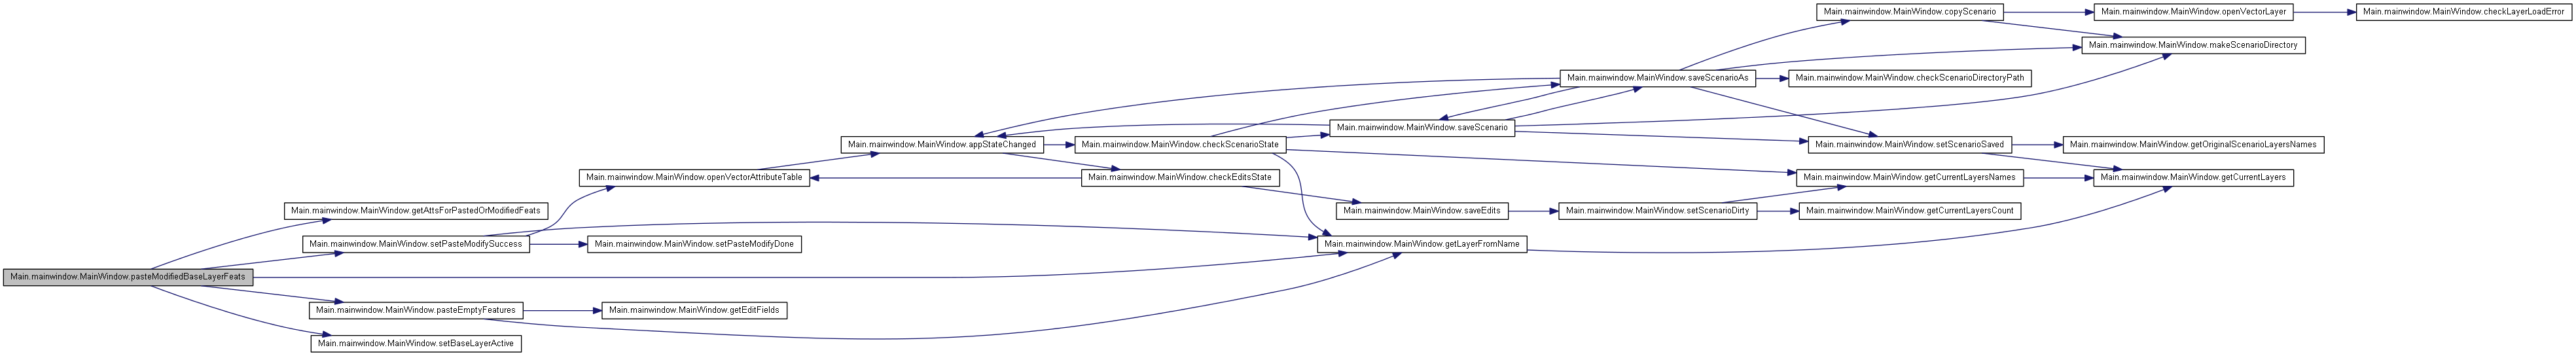 Main.mainwindow.MainWindow.copyScenario
Main.mainwindow.MainWindow.openVectorLayer
Main.mainwindow.MainWindow.checkLayerLoadError
Main.mainwindow.MainWindow.makeScenarioDirectory
Main.mainwindow.MainWindow.saveScenarioAs
Main.mainwindow.MainWindow.checkScenarioDirectoryPath
Main.mainwindow.MainWindow.saveScenario
Main.mainwindow.MainWindow.appStateChanged
Main.mainwindow.MainWindow.checkScenarioState
Main.mainwindow.MainWindow.setScenarioSaved
Main.mainwindow.MainWindow.getOriginalScenarioLayersNames
Main.mainwindow.MainWindow.openVectorAttributeTable
Main.mainwindow.MainWindow.checkEditsState
Main.mainwindow.MainWindow.getCurrentLayersNames
Main.mainwindow.MainWindow.getCurrentLayers
Main.mainwindow.MainWindow.getAttsForPastedOrModifiedFeats
Main.mainwindow.MainWindow.saveEdits
Main.mainwindow.MainWindow.setScenarioDirty
Main.mainwindow.MainWindow.getCurrentLayersCount
Main.mainwindow.MainWindow.setPasteModifySuccess
Main.mainwindow.MainWindow.setPasteModifyDone
Main.mainwindow.MainWindow.getLayerFromName
Main.mainwindow.MainWindow.pasteModifiedBaseLayerFeats
Main.mainwindow.MainWindow.pasteEmptyFeatures
Main.mainwindow.MainWindow.getEditFields
Main.mainwindow.MainWindow.setBaseLayerActive